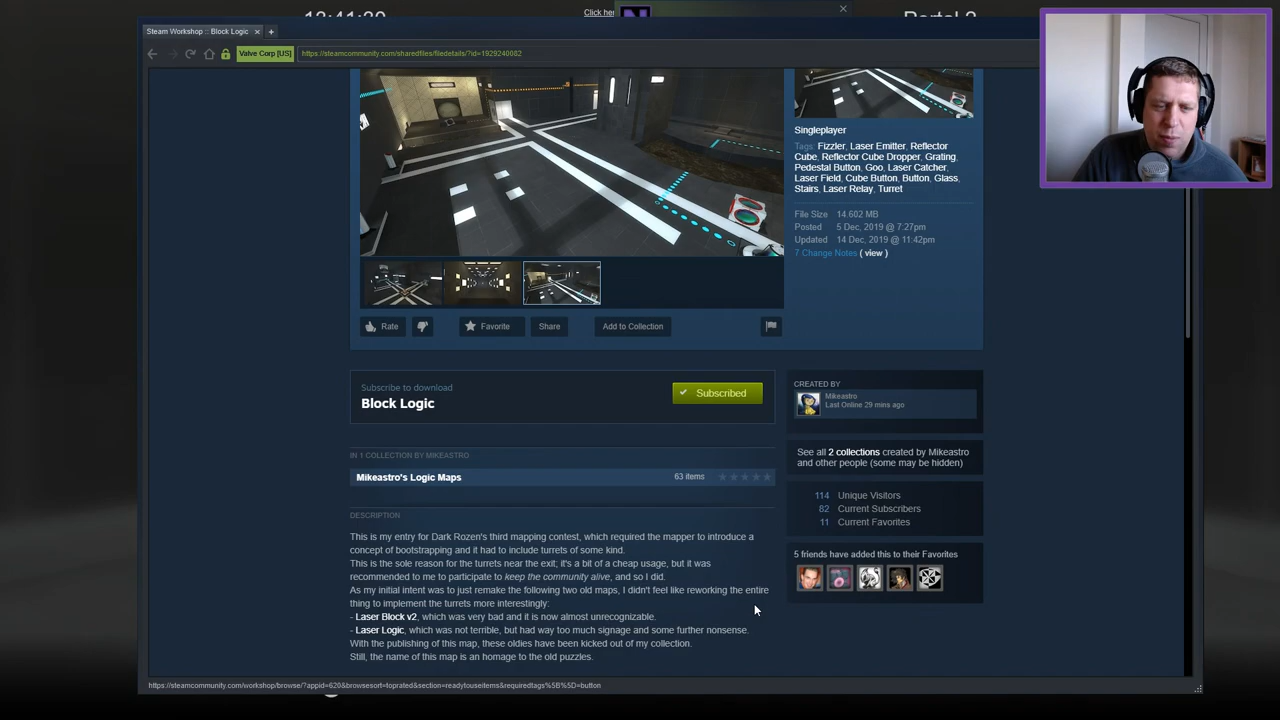 Click her
Steam Workshop :: Block Logic
Valve Corp [US]
https://steamcommunity.com/sharedfiles/filedetails/?id=1929240082
Singleplayer
Tags: Fizzler, Laser Emitter, Reflector
Cube, Reflector Cube Dropper, Grating,
Pedestal Button, Goo, Laser Catcher,
Laser Field, Cube Button, Button, Glass,
Stairs, Laser Relay, Turret
File Size 14.602 MB
Posted 5 Dec, 2019 @ 7:27pm
Updated 14 Dec, 2019 @ 11:42pm
7 Change Notes ( view )
Rate
Favorite
Share
Add to Collection
Subscribe to download
Block Logic
Subscribed
CREATED BY
Mikeastro
Last Online 29 mins ago
IN 1 COLLECTION BY MIKEASTRO
Mikeastro's Logic Maps 63 items
See all 2 collections created by Mikeastro
and other people (some may be hidden)
114 Unique Visitors
82 Current Subscribers
11 Current Favorites
5 friends have added this to their Favorites
DESCRIPTION
This is my entry for Dark Rozen's third mapping contest, which required the mapper to introduce a
concept of bootstrapping and it had to include turrets of some kind.
This is the sole reason for the turrets near the exit; it's a bit of a cheap usage, but it was
recommended to me to participate to keep the community alive, and so I did.
As my initial intent was to just remake the following two old maps, I didn't feel like reworking the entire
thing to implement the turrets more interestingly:
- Laser Block v2, which was very bad and it is now almost unrecognizable.
- Laser Logic, which was not terrible, but had way too much signage and some further nonsense.
With the publishing of this map, these oldies have been kicked out of my collection.
Still, the name of this map is an homage to the old puzzles.
https://steamcommunity.com/workshop/browse/?appid=620&browsesort=toprated&section=readytouseitems&requiredtags%5B%5D=button